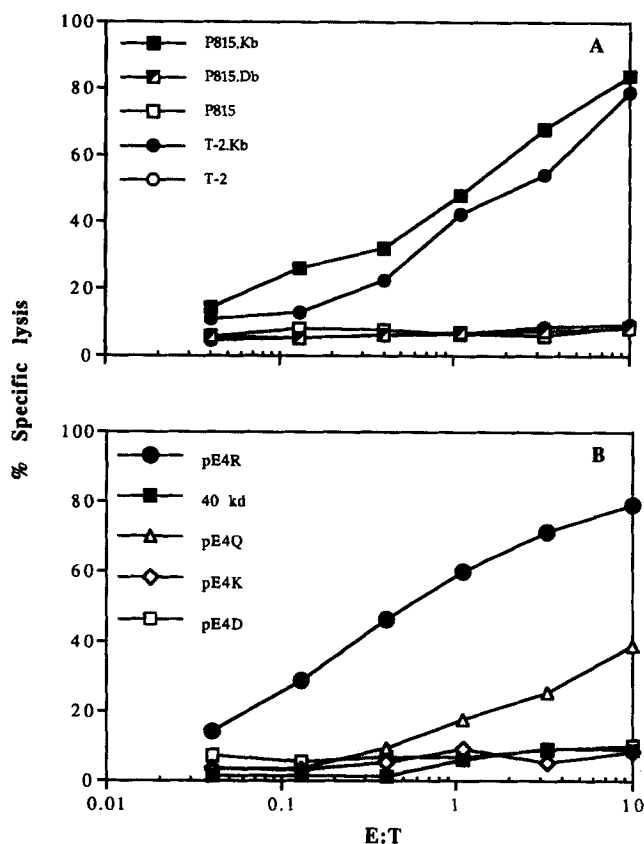 % Specific lysis
A
100
80
60
40
20
0
P815.Kb
P815.Db
P815
T-2.Kb
T-2
B
100
80
60
40
20
0
pE4R
40 kd
pE4Q
pE4K
pE4D
0.01
0.1
1
10
E:T